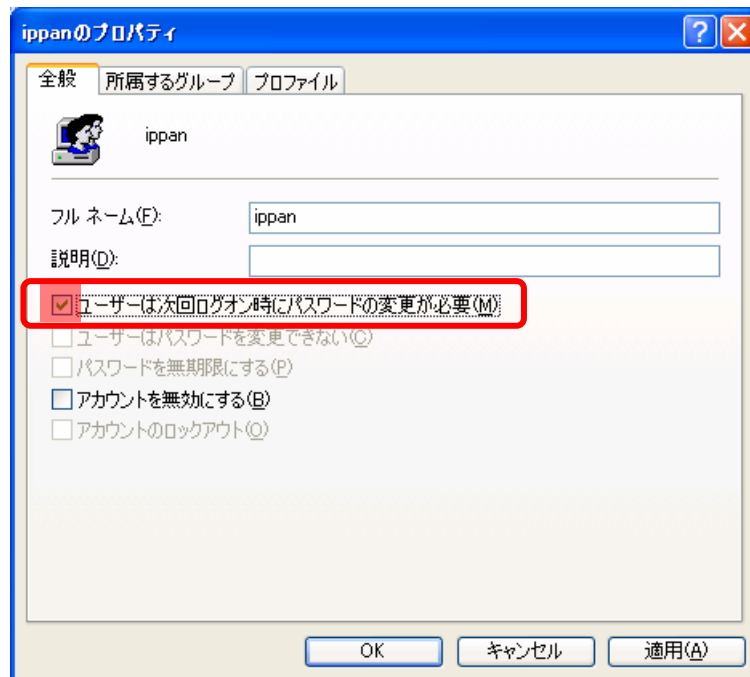 ippanのプロパティ
全般 所属するグループ プロファイル
ippan
フル ネーム(F): ippan
説明(D):
ユーザーは次回ログオン時にパスワードの変更が必要(M)
ユーザーはパスワードを変更できない(C)
パスワードを無期限にする(P)
アカウントを無効にする(B)
アカウントのロックアウト(O)
OK キャンセル 適用(A)